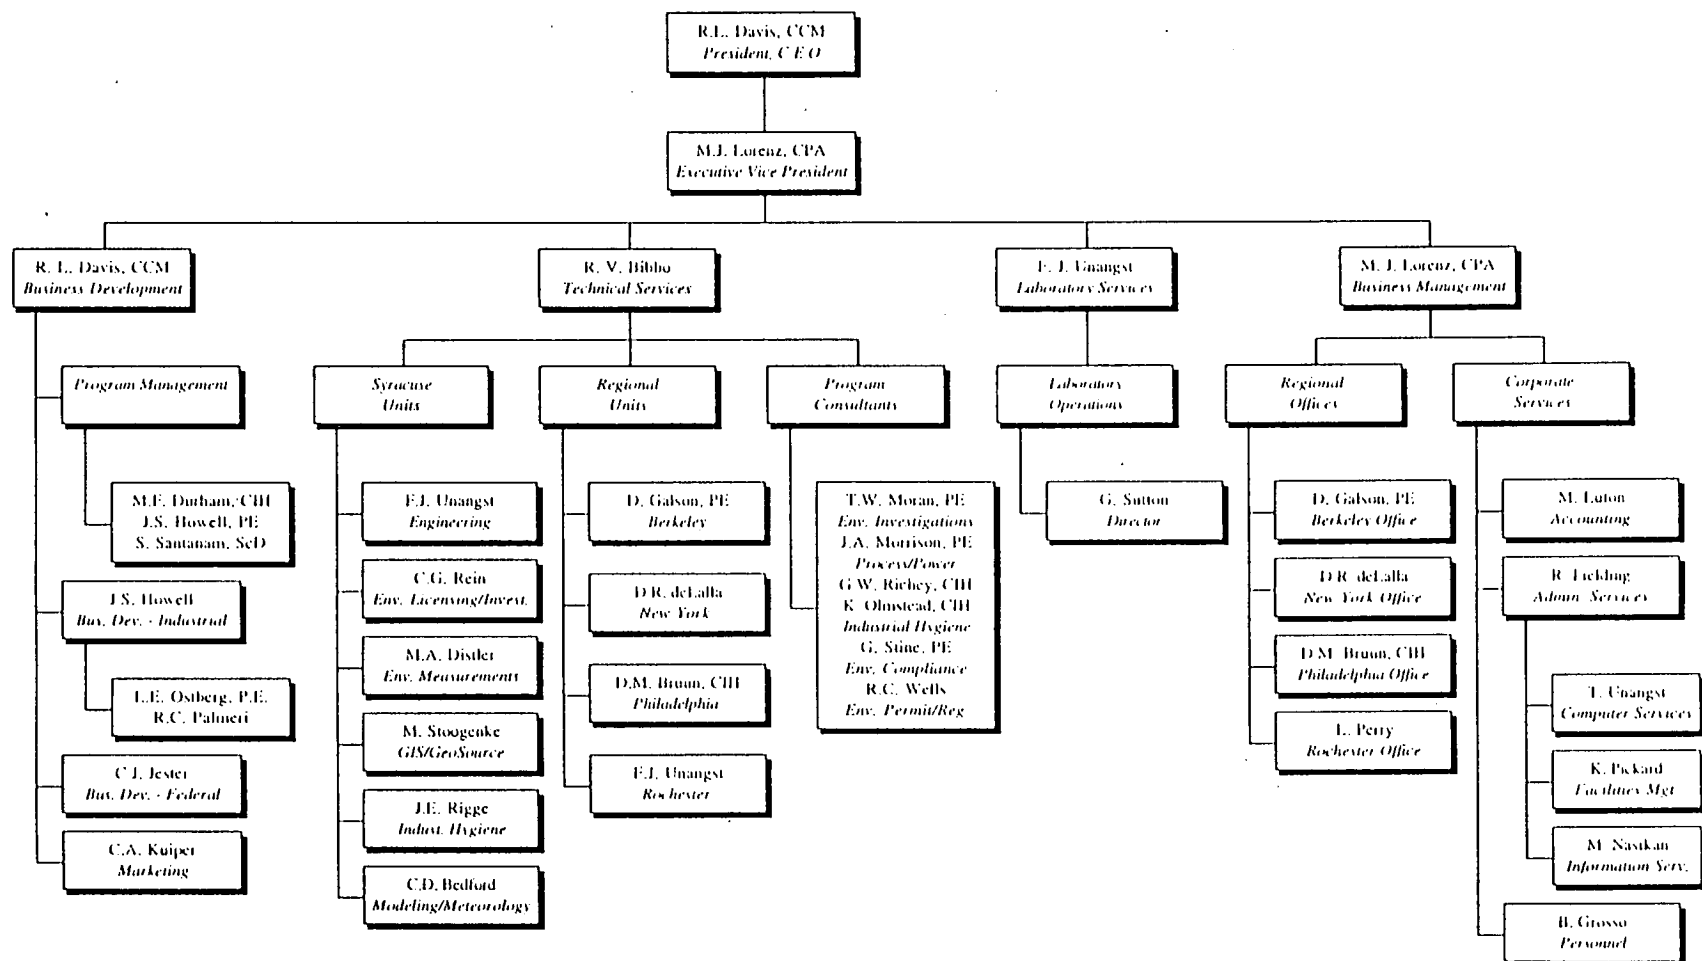 R.L. Davis, CCM
President, C E O
M.J. Lorenz, CPA
Executive Vice President
R. L. Davis, CCM
Business Development
R. V. Bibbo
Technical Services
F. J. Unangst
Laboratory Services
M. J. Lorenz, CPA
Business Management
Program Management
Syracuse
Units
Regional
Units
Program
Consultants
Laboratory
Operations
Regional
Offices
Corporate
Services
M.F. Durham, CIH
J.S. Howell, PE
S. Santanam, ScD
J.S. Howell
Bus. Dev. - Industrial
L.E. Ostberg, P.E.
R.C. Palmeri
C.J. Jester
Bus. Dev. - Federal
C.A. Kuiper
Marketing
F.J. Unangst
Engineering
C.G. Rein
Env. Licensing/Invest.
M.A. Distler
Env. Measurements
M. Stoogenke
GIS/GeoSource
J.E. Rigge
Indust. Hygiene
C.D. Bedford
Modeling/Meteorology
D. Galson, PE
Berkeley
D.R. deLalla
New York
D.M. Bruun, CIH
Philadelphia
F.J. Unangst
Rochester
T.W. Moran, PE
Env. Investigations
J.A. Morrison, PE
Process/Power
G.W. Richey, CIH
K. Olmstead, CIH
Industrial Hygiene
G. Stine, PE
Env. Compliance
R.C. Wells
Env. Permit/Reg
G. Sutton
Director
D. Galson, PE
Berkeley Office
D.R. deLalla
New York Office
D.M. Bruun, CIH
Philadelphia Office
L. Perry
Rochester Office
M. Luton
Accounting
R. Fielding
Admin. Services
T. Unangst
Computer Services
K. Pickard
Facilities Mgt
M.
Information Serv.
B. Grosso
Personnel